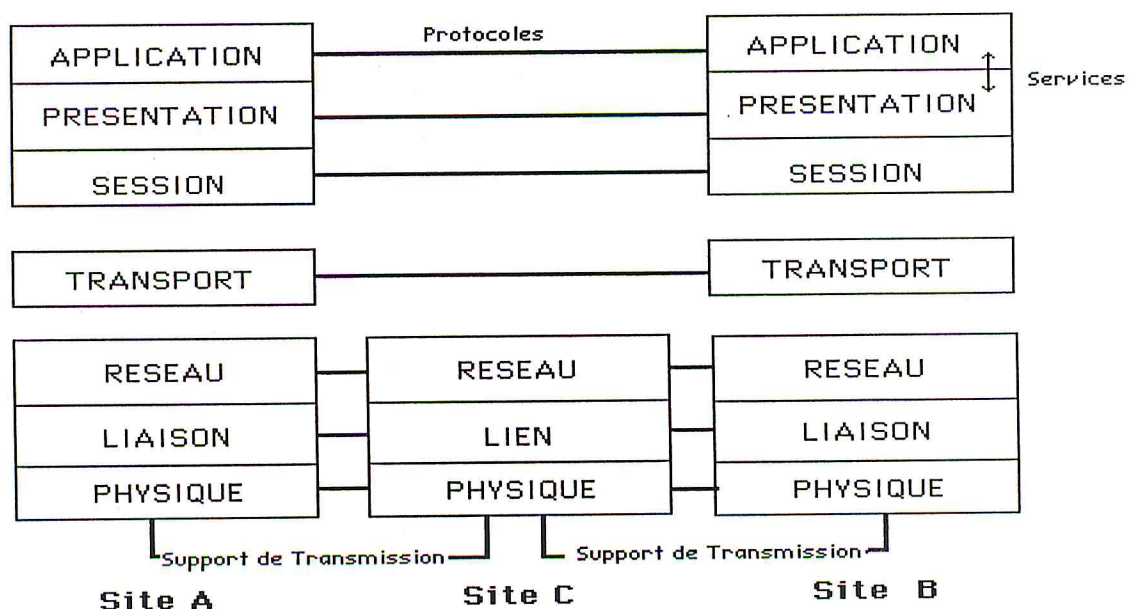 Protocoles
APPLICATION
APPLICATION
Services
PRESENTATION
PRESENTATION
SESSION
SESSION
TRANSPORT
TRANSPORT
RESEAU
RESEAU
RESEAU
LIAISON
LIEN
LIAISON
PHYSIQUE
PHYSIQUE
PHYSIQUE
Support de Transmission
Support de Transmission
Site A
Site C
Site B